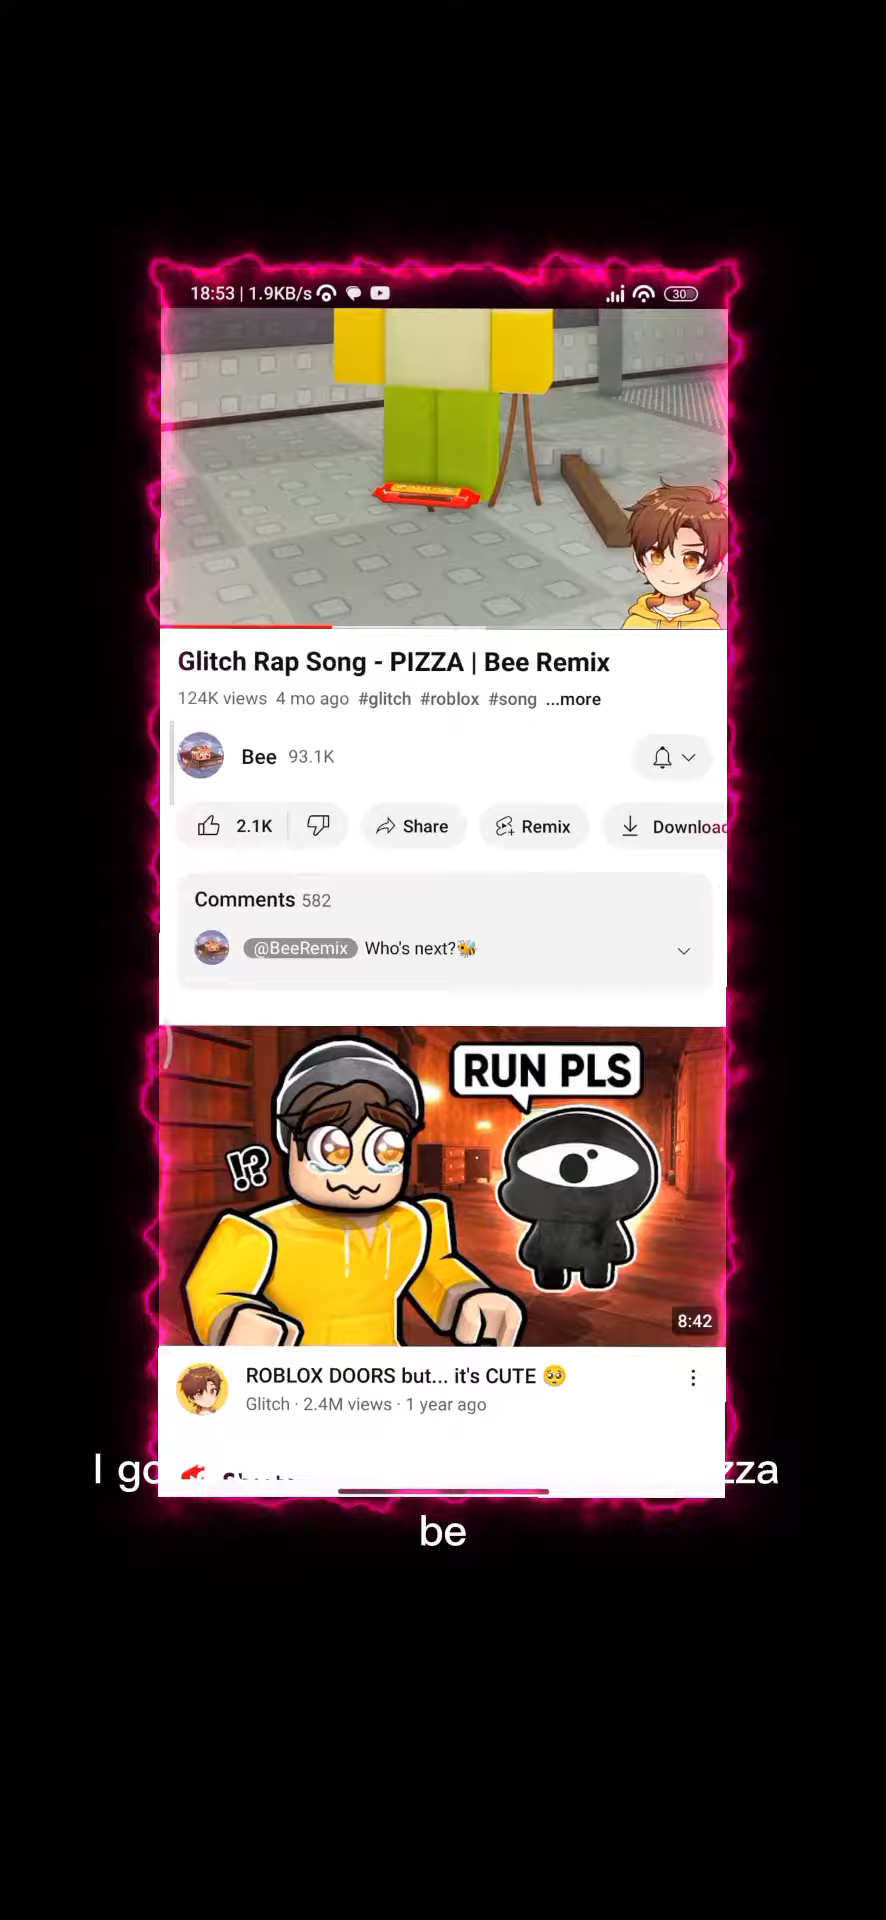 18:53 | 1.9KB/s
30
Glitch Rap Song - PIZZA | Bee Remix
124K views 4 mo ago #glitch #roblox #song ...more
Bee 93.1K
2.1K Share Remix Download
Comments 582
@BeeRemix Who's next?🐝
RUN PLS
!?
8:42
ROBLOX DOORS but... it's CUTE 🥺
Glitch · 2.4M views · 1 year ago
I
be